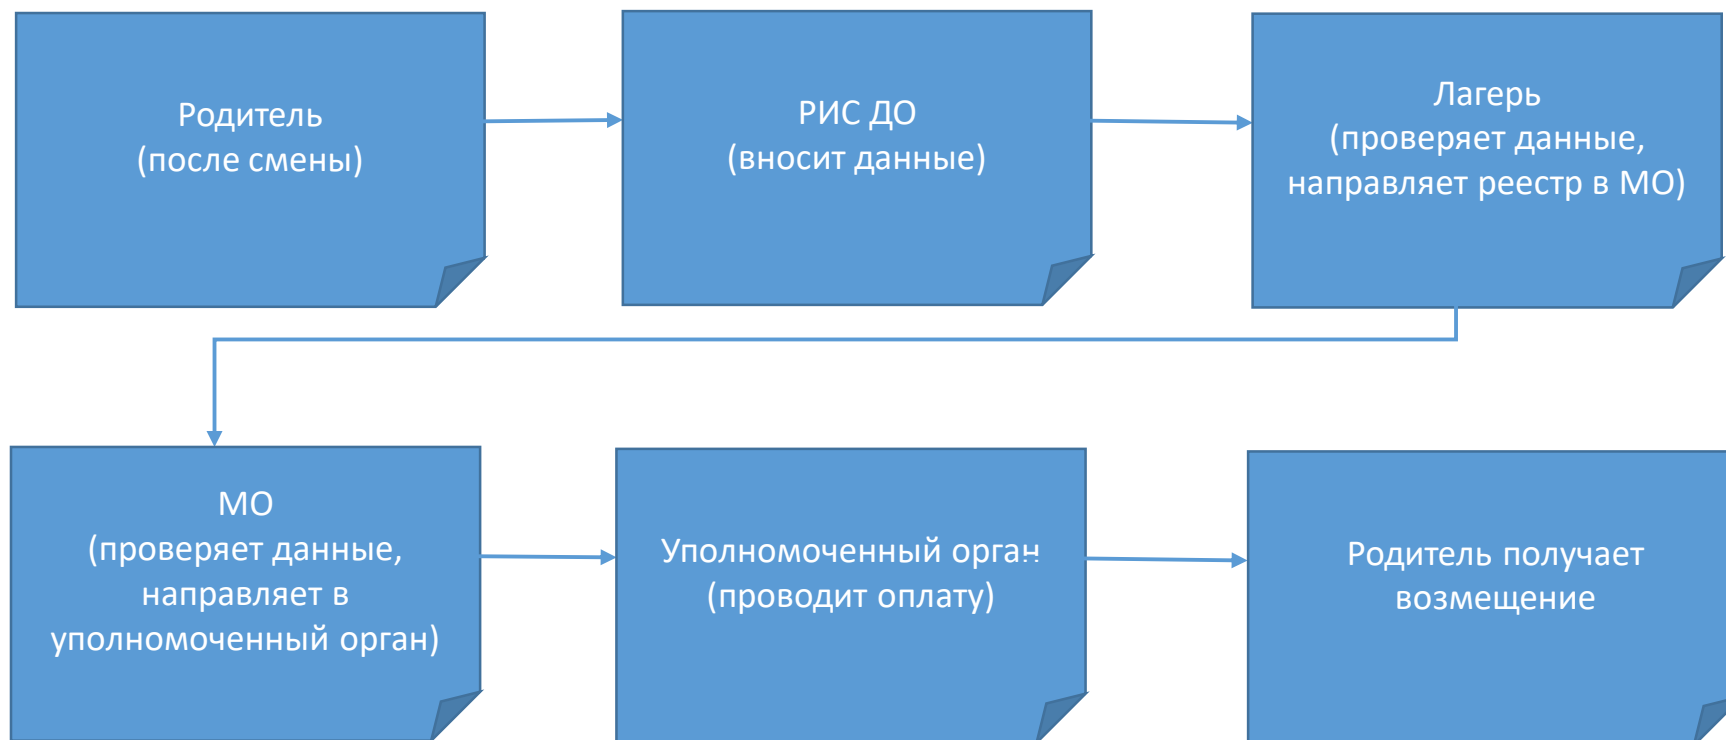 Родитель
(после смены)
РИС ДО
(вносит данные)
Лагерь
(проверяет данные,
направляет реестр в МО)
МО
(проверяет данные,
направляет в
уполномоченный орган)
Уполномоченный орган
(проводит оплату)
Родитель получает
возмещение